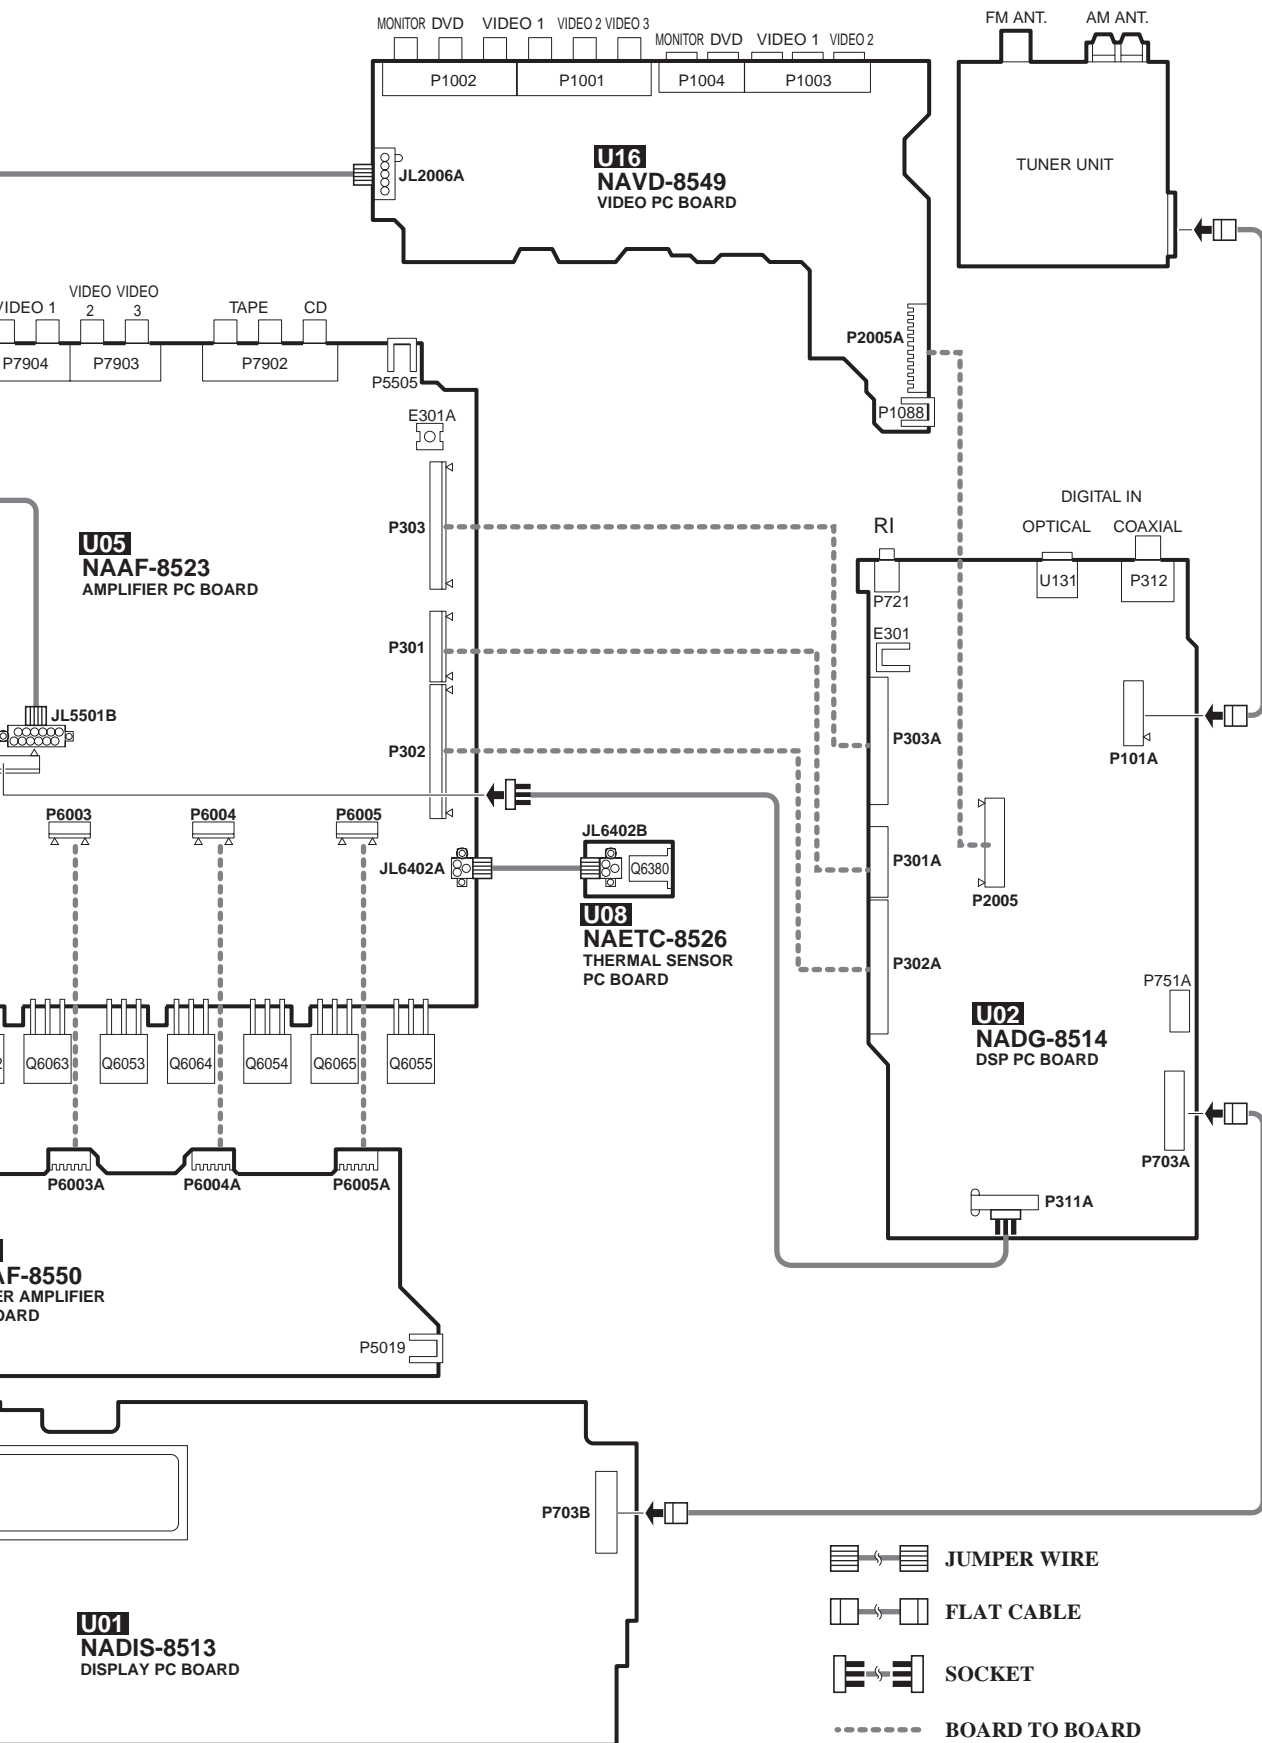 MONITOR DVD VIDEO 1 VIDEO 2 VIDEO 3
MONITOR DVD VIDEO 1 VIDEO 2
FM ANT. AM ANT.
P1002 P1001 P1004 P1003
U16
NAVD-8549
VIDEO PC BOARD
JL2006A
TUNER UNIT
P2005A
P1088
VIDEO 1
VIDEO 2
VIDEO 3
TAPE CD
P7904 P7903 P7902
P5505
E301A
P303
U05
NAAF-8523
AMPLIFIER PC BOARD
P301
P302
JL5501B
P6003 P6004 P6005
JL6402A
JL6402B
Q6380
U08
NAETC-8526
THERMAL SENSOR
PC BOARD
DIGITAL IN
RI OPTICAL COAXIAL
U131 P312
P721
E301
P303A
P101A
P301A
P2005
P302A
P751A
U02
NADG-8514
DSP PC BOARD
P703A
P311A
2 Q6063 Q6053 Q6064 Q6054 Q6065 Q6055
P6003A P6004A P6005A
AF-8550
ER AMPLIFIER
OARD
P5019
P703B
U01
NADIS-8513
DISPLAY PC BOARD
JUMPER WIRE
FLAT CABLE
SOCKET
BOARD TO BOARD